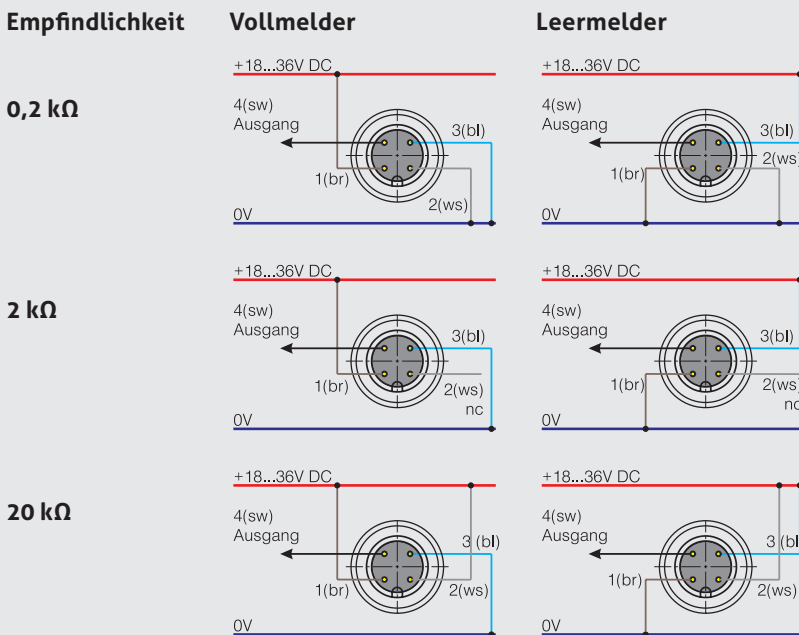 Empfindlichkeit Vollmelder Leermelder
0,2 kΩ
+18...36V DC
4(sw)
Ausgang
3(bl)
1(br)
2(ws)
0V
+18...36V DC
4(sw)
Ausgang
3(bl)
2(ws)
1(br)
0V
2 kΩ
+18...36V DC
4(sw)
Ausgang
3(bl)
1(br)
2(ws)
nc
0V
+18...36V DC
4(sw)
Ausgang
3(bl)
1(br)
2(ws)
nc
0V
20 kΩ
+18...36V DC
4(sw)
Ausgang
3 (bl)
1(br)
2(ws)
0V
+18...36V DC
4(sw)
Ausgang
3 (bl)
1(br)
2(ws)
0V